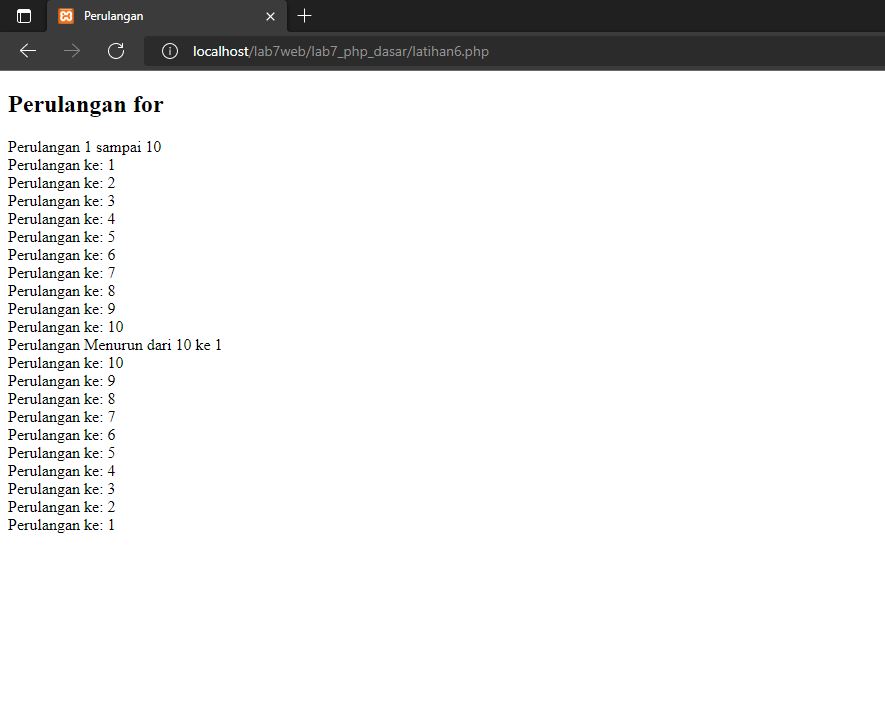 Perulangan
localhost/lab7web/lab7_php_dasar/latihan6.php
Perulangan for
Perulangan 1 sampai 10
Perulangan ke: 1
Perulangan ke: 2
Perulangan ke: 3
Perulangan ke: 4
Perulangan ke: 5
Perulangan ke: 6
Perulangan ke: 7
Perulangan ke: 8
Perulangan ke: 9
Perulangan ke: 10
Perulangan Menurun dari 10 ke 1
Perulangan ke: 10
Perulangan ke: 9
Perulangan ke: 8
Perulangan ke: 7
Perulangan ke: 6
Perulangan ke: 5
Perulangan ke: 4
Perulangan ke: 3
Perulangan ke: 2
Perulangan ke: 1